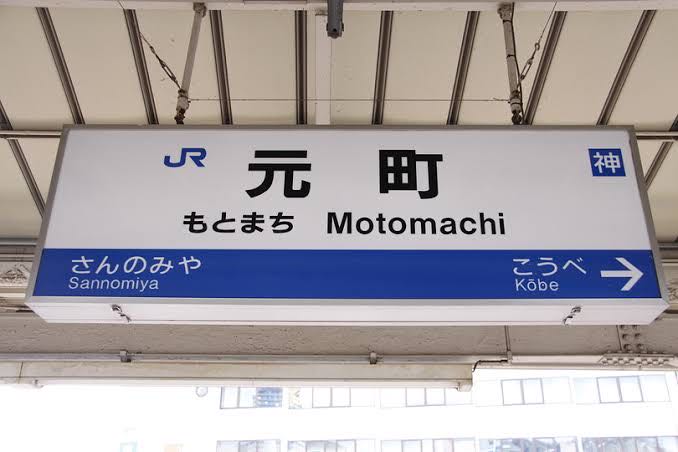 JR 元町 神
もとまち Motomachi
さんのみや こうべ →
Sannomiya Kōbe